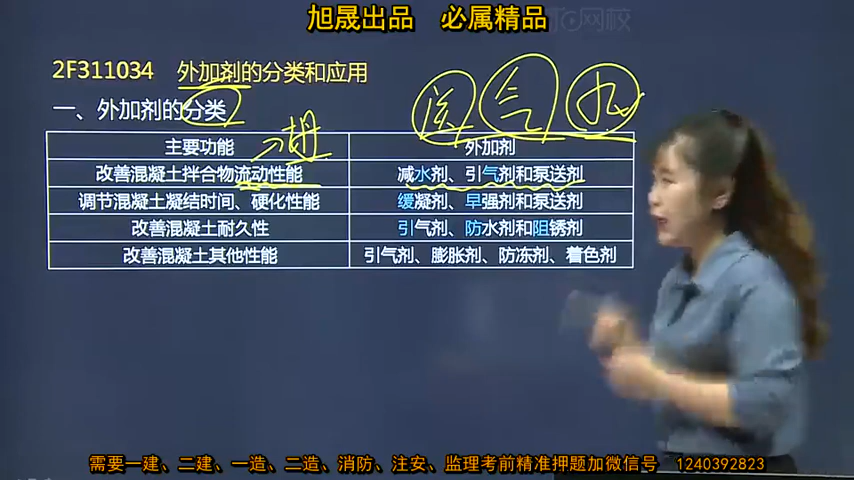 旭晟出品 必属精品
网校
2F311034 外加剂的分类和应用
一、外加剂的分类
主要功能 外加剂
改善混凝土拌合物流动性能 减水剂、引气剂和泵送剂
调节混凝土凝结时间、硬化性能 缓凝剂、早强剂和泵送剂
改善混凝土耐久性 引气剂、防水剂和阻锈剂
改善混凝土其他性能 引气剂、膨胀剂、防冻剂、着色剂
需要一建、二建、一造、二造、消防、注安、监理考前精准押题加微信号 1240392823